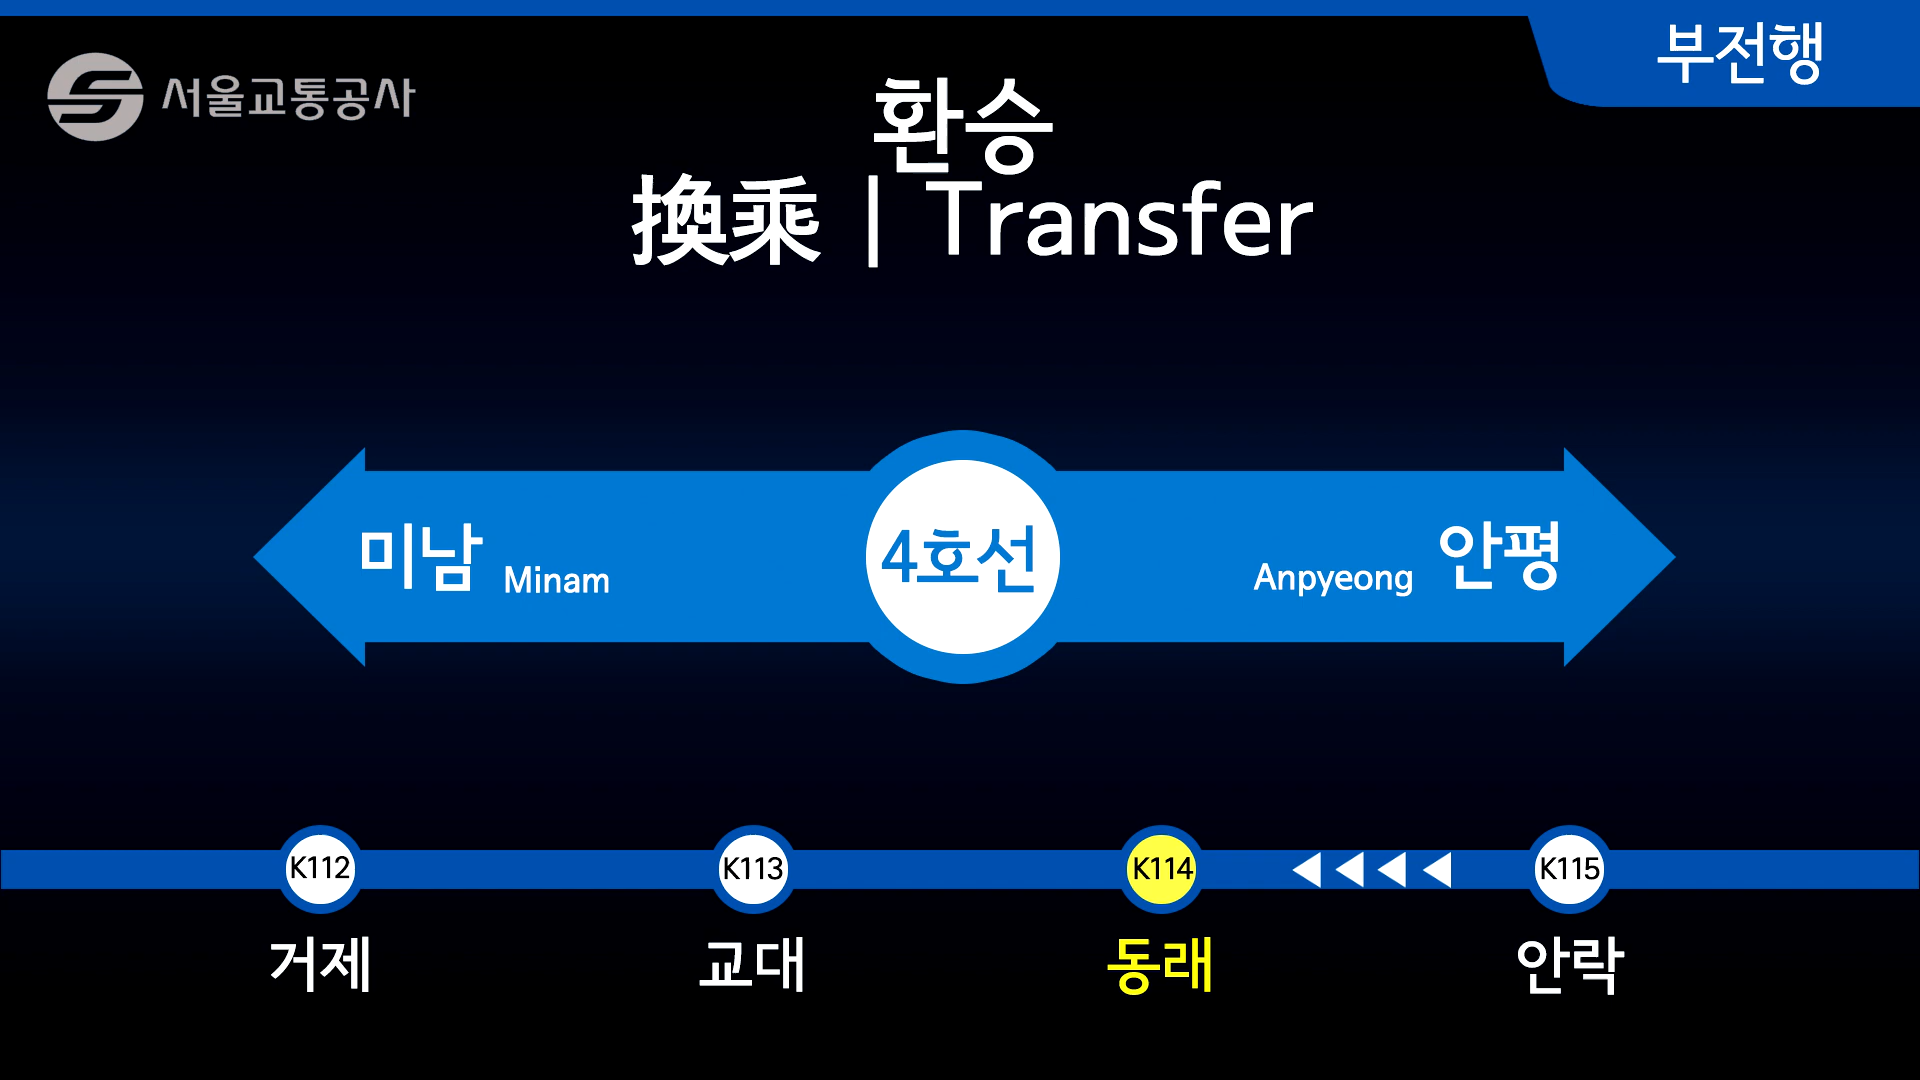 서울교통공사
부전행
환승
換乘 | Transfer
미남 Minam
4호선
Anpyeong 안평
K112
K113
K114
K115
거제
교대
동래
안락